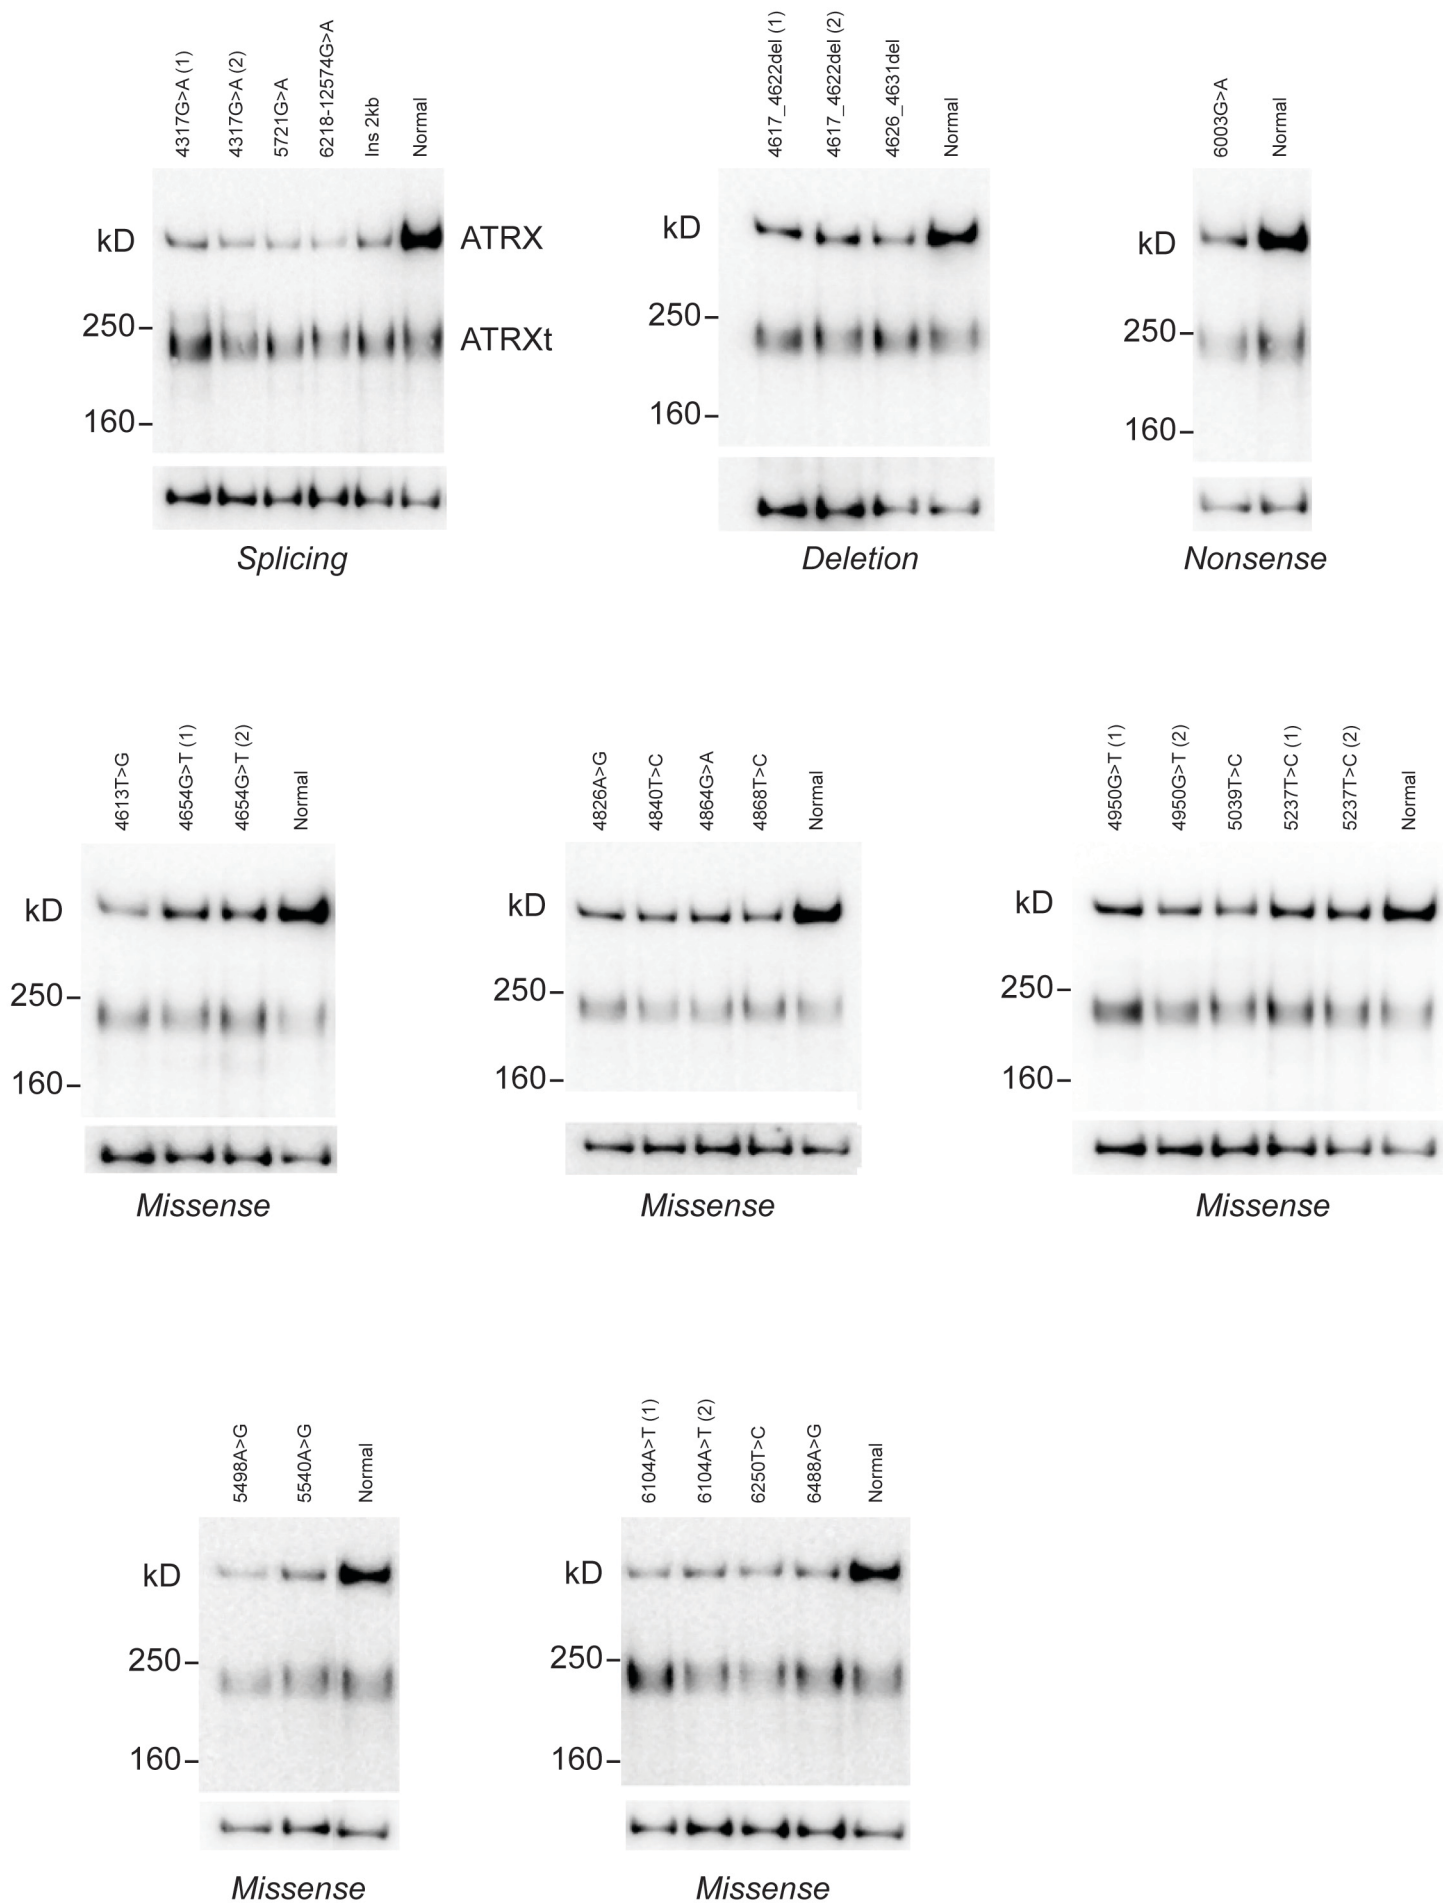 4317G>A (1)
4317G>A (2)
5721G>A
6218-12574G>A
Ins 2kb
Normal
kD
ATRX
250
ATRXt
160
Splicing
4617_4622del (1)
4617_4622del (2)
4626_4631del
Normal
kD
250
160
Deletion
6003G>A
Normal
kD
250
160
Nonsense
4613T>G
4654G>T (1)
4654G>T (2)
Normal
kD
250
160
Missense
4826A>G
4840T>C
4864G>A
4868T>C
Normal
kD
250
160
Missense
4950G>T (1)
4950G>T (2)
5039T>C
5237T>C (1)
5237T>C (2)
Normal
kD
250
160
Missense
5498A>G
5540A>G
Normal
kD
250
160
Missense
6104A>T (1)
6104A>T (2)
6250T>C
6488A>G
Normal
kD
250
160
Missense